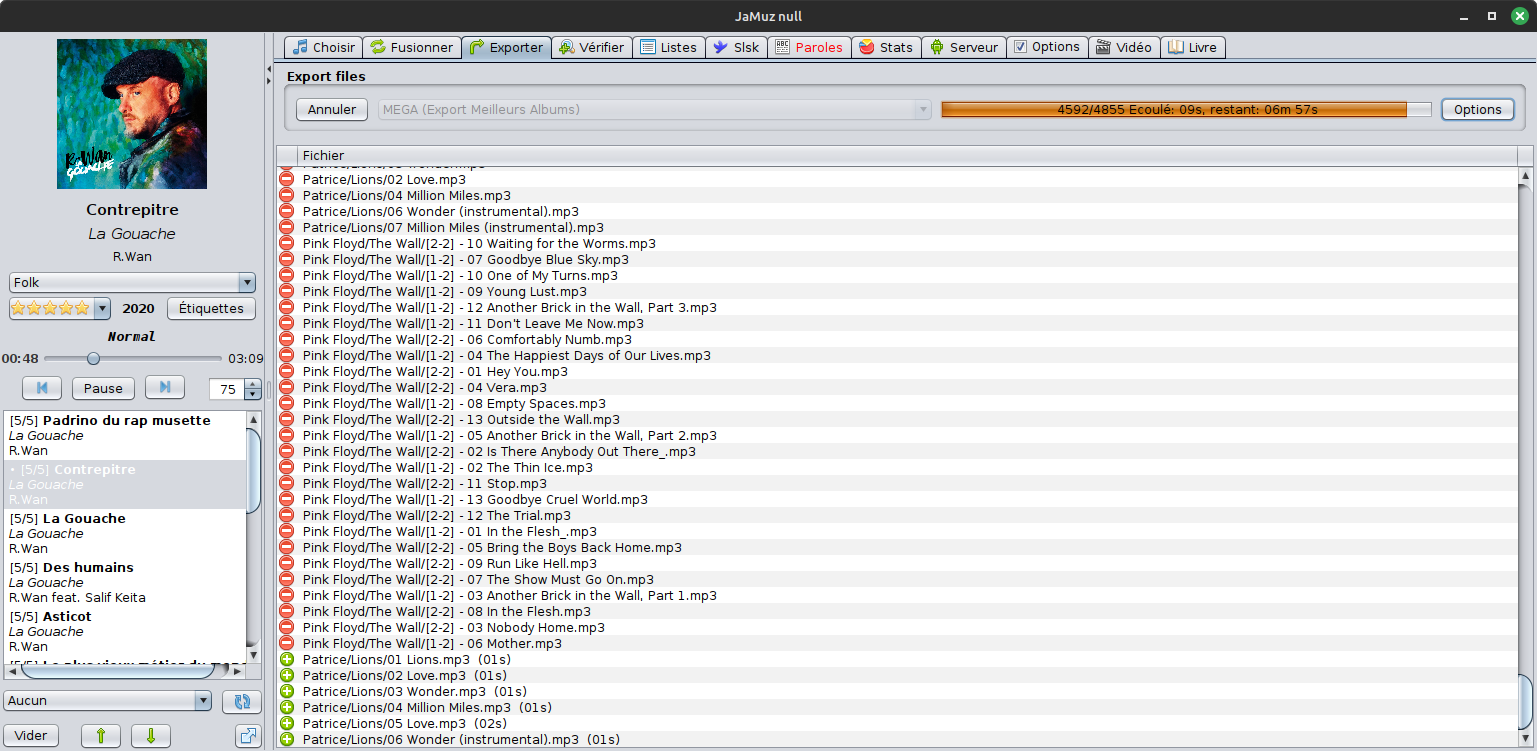 JaMuz null
R.Wan
La GOUACHE
Contrepitre
La Gouache
R.Wan
Folk
2020
Étiquettes
Normal
00:48
03:09
Pause
75
[5/5] Padrino du rap musette
La Gouache
R.Wan
• [5/5] Contrepitre
La Gouache
R.Wan
[5/5] La Gouache
La Gouache
R.Wan
[5/5] Des humains
La Gouache
R.Wan feat. Salif Keita
[5/5] Asticot
La Gouache
R.Wan
Aucun
Vider
Choisir
Fusionner
Exporter
Vérifier
Listes
Slsk
ABC
Paroles
Stats
Serveur
Options
Vidéo
Livre
Export files
Annuler
MEGA (Export Meilleurs Albums)
4592/4855 Ecoulé: 09s, restant: 06m 57s
Options
Fichier
Patrice/Lions/02 Love.mp3
Patrice/Lions/04 Million Miles.mp3
Patrice/Lions/06 Wonder (instrumental).mp3
Patrice/Lions/07 Million Miles (instrumental).mp3
Pink Floyd/The Wall/[2-2] - 10 Waiting for the Worms.mp3
Pink Floyd/The Wall/[1-2] - 07 Goodbye Blue Sky.mp3
Pink Floyd/The Wall/[1-2] - 10 One of My Turns.mp3
Pink Floyd/The Wall/[1-2] - 09 Young Lust.mp3
Pink Floyd/The Wall/[1-2] - 12 Another Brick in the Wall, Part 3.mp3
Pink Floyd/The Wall/[1-2] - 11 Don't Leave Me Now.mp3
Pink Floyd/The Wall/[2-2] - 06 Comfortably Numb.mp3
Pink Floyd/The Wall/[1-2] - 04 The Happiest Days of Our Lives.mp3
Pink Floyd/The Wall/[2-2] - 01 Hey You.mp3
Pink Floyd/The Wall/[2-2] - 04 Vera.mp3
Pink Floyd/The Wall/[1-2] - 08 Empty Spaces.mp3
Pink Floyd/The Wall/[2-2] - 13 Outside the Wall.mp3
Pink Floyd/The Wall/[1-2] - 05 Another Brick in the Wall, Part 2.mp3
Pink Floyd/The Wall/[2-2] - 02 Is There Anybody Out There_.mp3
Pink Floyd/The Wall/[1-2] - 02 The Thin Ice.mp3
Pink Floyd/The Wall/[2-2] - 11 Stop.mp3
Pink Floyd/The Wall/[1-2] - 13 Goodbye Cruel World.mp3
Pink Floyd/The Wall/[2-2] - 12 The Trial.mp3
Pink Floyd/The Wall/[1-2] - 01 In the Flesh_.mp3
Pink Floyd/The Wall/[2-2] - 05 Bring the Boys Back Home.mp3
Pink Floyd/The Wall/[2-2] - 09 Run Like Hell.mp3
Pink Floyd/The Wall/[2-2] - 07 The Show Must Go On.mp3
Pink Floyd/The Wall/[1-2] - 03 Another Brick in the Wall, Part 1.mp3
Pink Floyd/The Wall/[2-2] - 08 In the Flesh.mp3
Pink Floyd/The Wall/[2-2] - 03 Nobody Home.mp3
Pink Floyd/The Wall/[1-2] - 06 Mother.mp3
Patrice/Lions/01 Lions.mp3 (01s)
Patrice/Lions/02 Love.mp3 (01s)
Patrice/Lions/03 Wonder.mp3 (01s)
Patrice/Lions/04 Million Miles.mp3 (01s)
Patrice/Lions/05 Love.mp3 (02s)
Patrice/Lions/06 Wonder (instrumental).mp3 (01s)